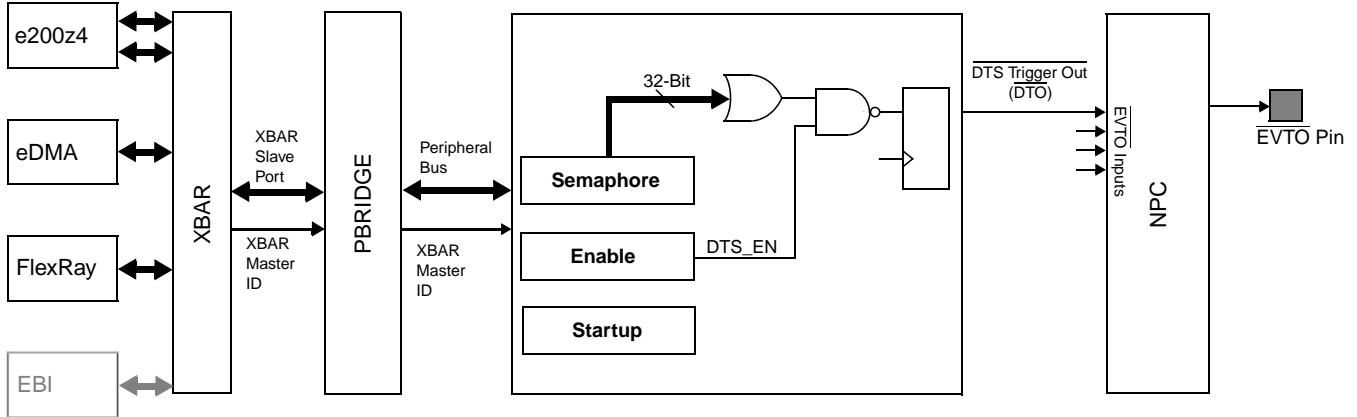 e200z4
eDMA
FlexRay
EBI
XBAR
XBAR
Slave
Port
XBAR
Master
ID
PBRIDGE
Peripheral
Bus
XBAR
Master
ID
32-Bit
Semaphore
Enable
DTS_EN
Startup
DTS Trigger Out
(DTO)
EVTO Inputs
NPC
EVTO Pin